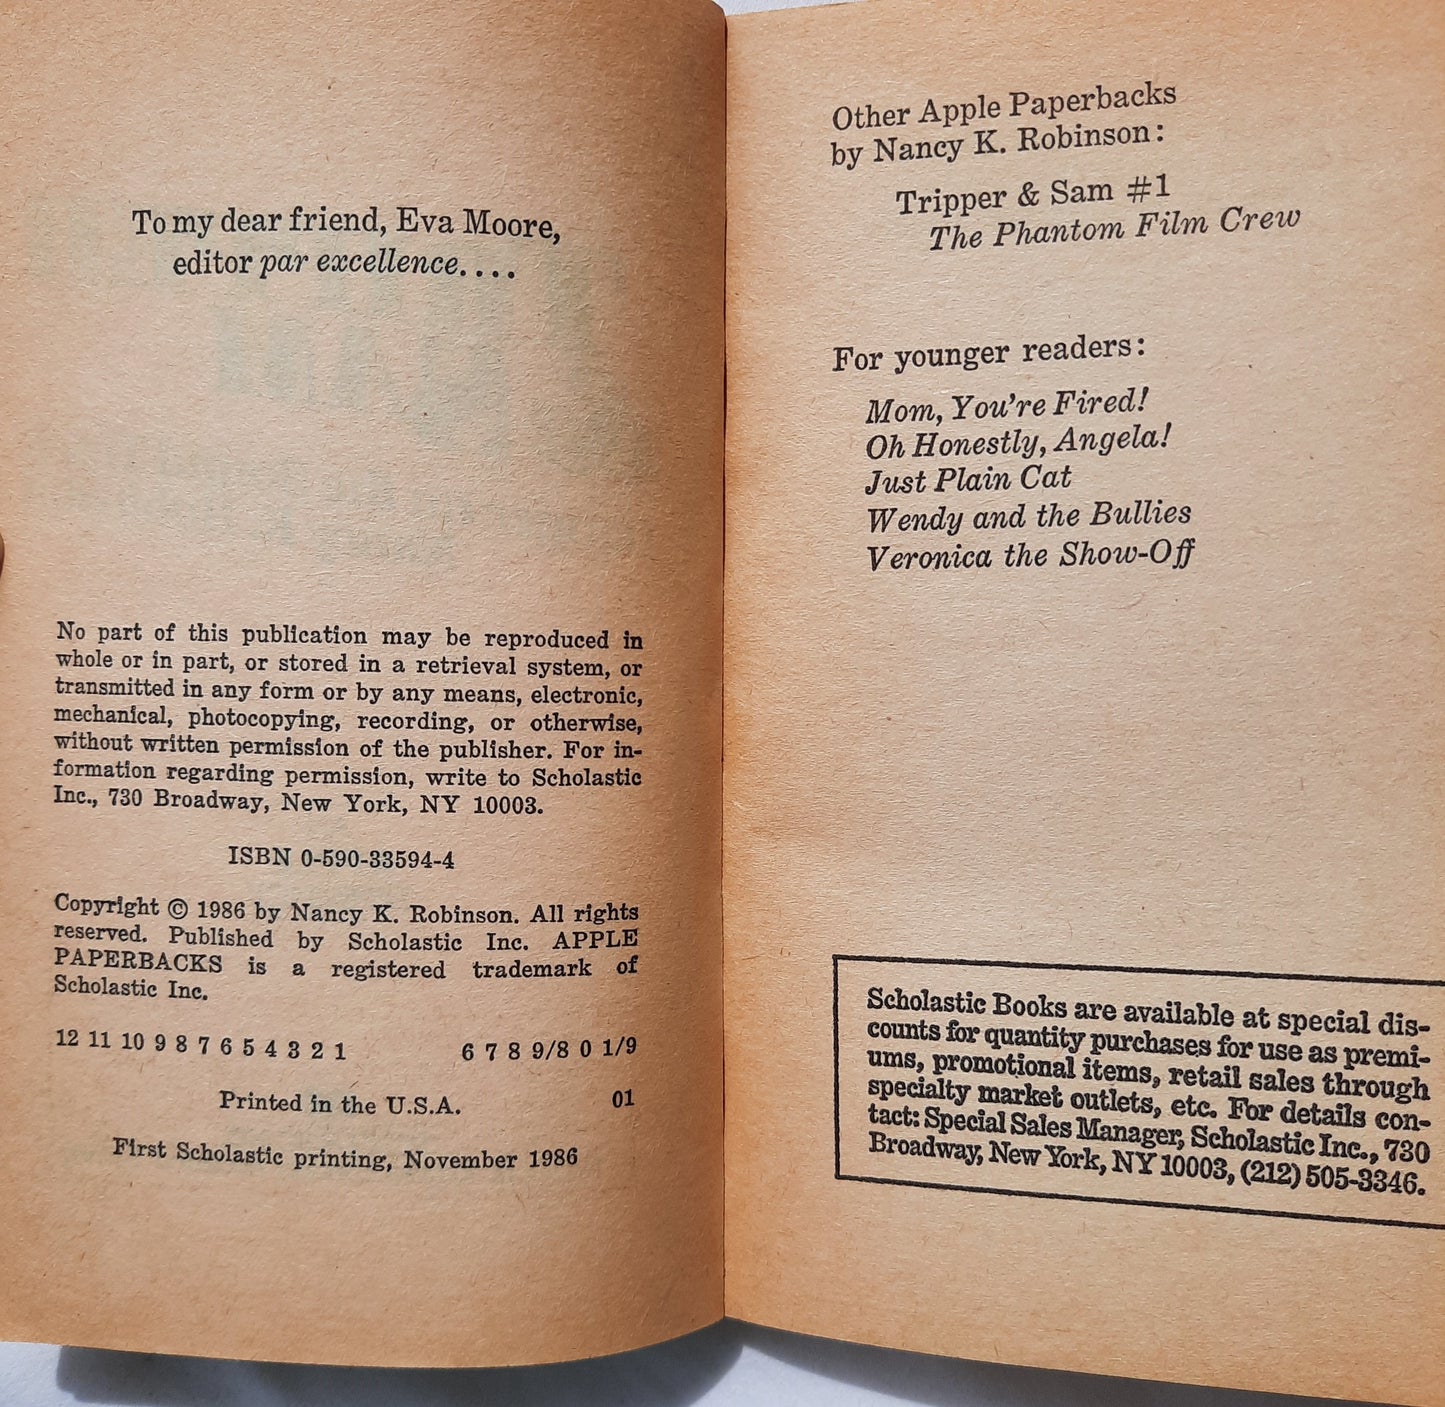 To my dear friend, Eva Moore,
editor par excellence....
No part of this publication may be reproduced in
whole or in part, or stored in a retrieval system, or
transmitted in any form or by any means, electronic,
mechanical, photocopying, recording, or otherwise,
without written permission of the publisher. For in-
formation regarding permission, write to Scholastic
Inc., 730 Broadway, New York, NY 10003.
ISBN 0-590-33594-4
Copyright © 1986 by Nancy K. Robinson. All rights
reserved. Published by Scholastic Inc. APPLE
PAPERBACKS is a registered trademark of
Scholastic Inc.
12 11 10 9 8 7 6 5 4 3 2 1 6 7 8 9/8 0 1/9
Printed in the U.S.A. 01
First Scholastic printing, November 1986
Other Apple Paperbacks
by Nancy K. Robinson:
Tripper & Sam #1
The Phantom Film Crew
For younger readers:
Mom, You're Fired!
Oh Honestly, Angela!
Just Plain Cat
Wendy and the Bullies
Veronica the Show-Off
Scholastic Books are available at special dis-
counts for quantity purchases for use as premi-
ums, promotional items, retail sales through
specialty market outlets, etc. For details con-
tact: Special Sales Manager, Scholastic Inc., 730
Broadway, New York, NY 10003, (212) 505-3346.